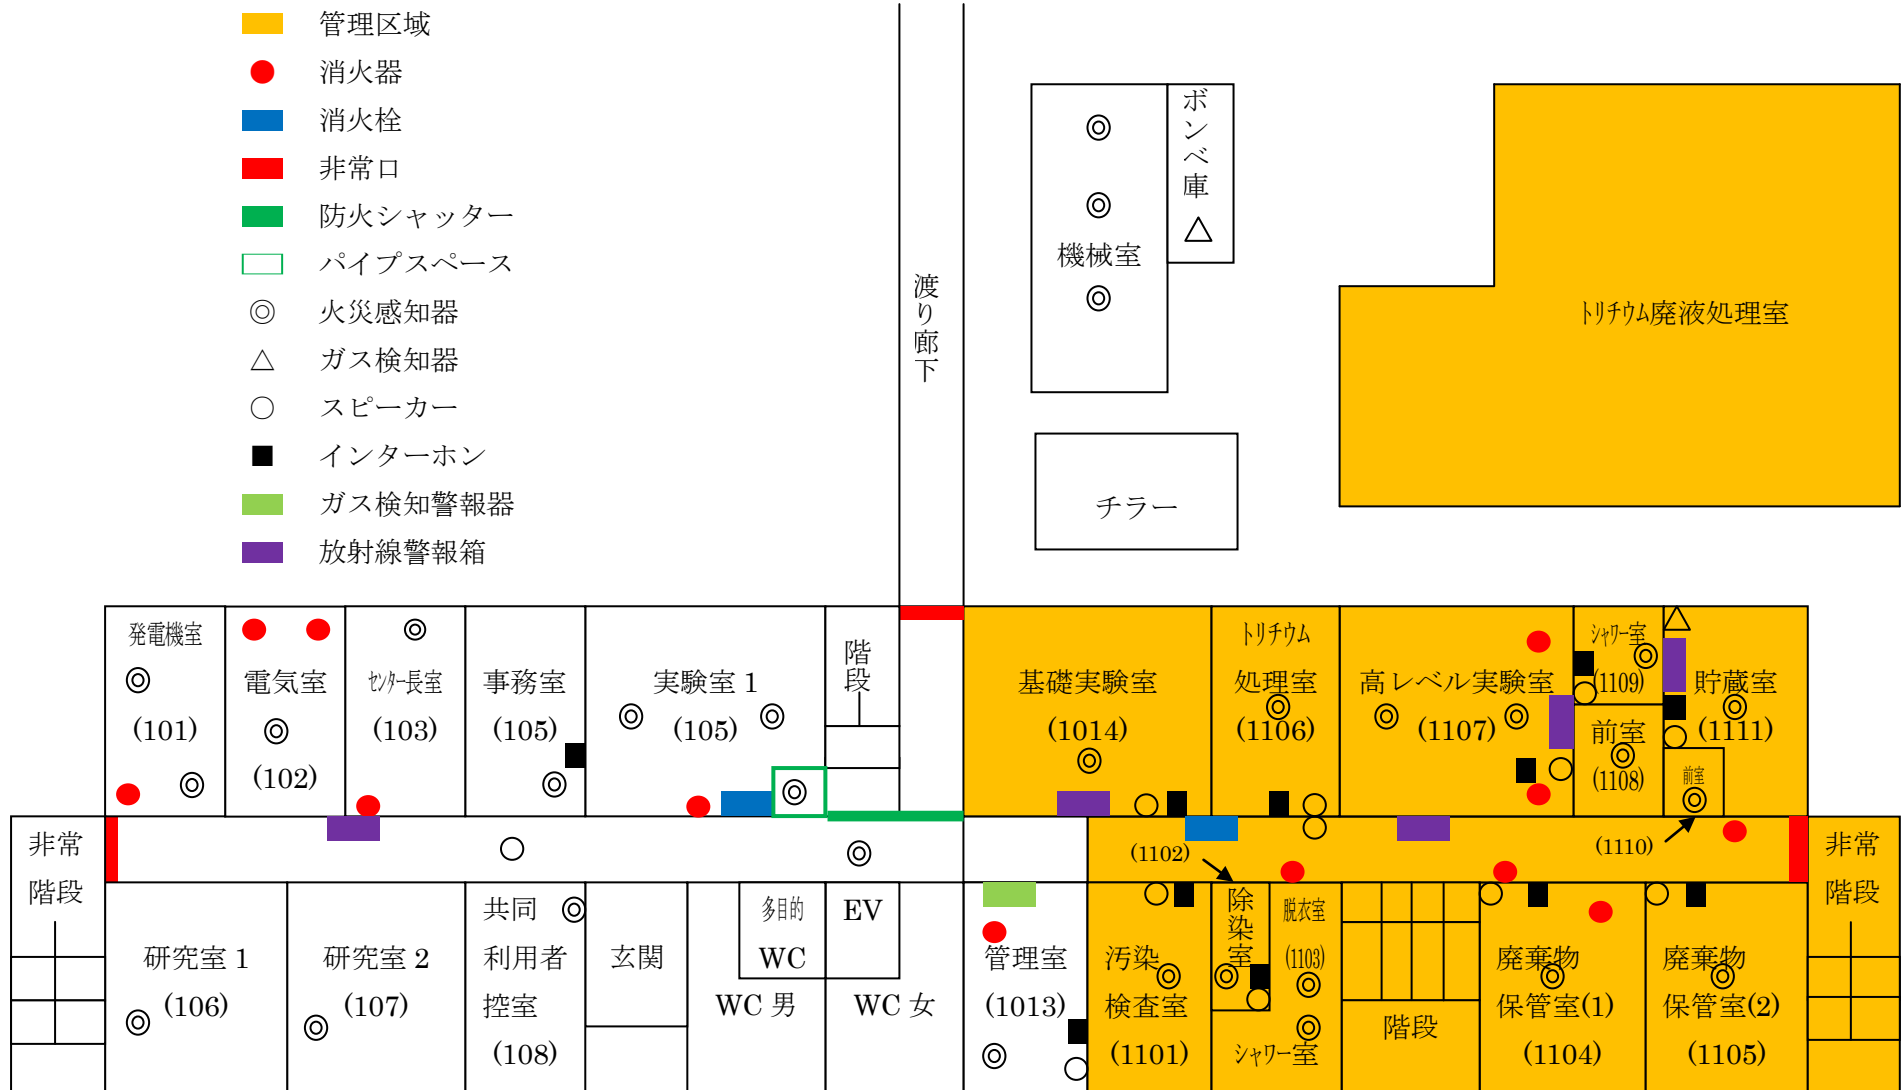 管理区域
消火器
消火栓
非常口
防火シャッター
パイプスペース
火災感知器
ガス検知器
スピーカー
インターホン
ガス検知警報器
放射線警報箱
渡り廊下
ボンベ庫
機械室
チラー
トリチウム廃液処理室
発電機室
(101)
電気室
(102)
センター長室
(103)
事務室
(105)
実験室 1
(105)
階段
基礎実験室
(1014)
トリチウム
処理室
(1106)
高レベル実験室
(1107)
シャワー室
(1109)
前室
(1108)
貯蔵室
(1111)
前室
(1110)
(1102)
非常
階段
研究室 1
(106)
研究室 2
(107)
共同
利用者
控室
(108)
玄関
多目的
WC
WC 男
EV
WC 女
管理室
(1013)
汚染
検査室
(1101)
除染室
脱衣室
(1103)
シャワー室
階段
廃棄物
保管室(1)
(1104)
廃棄物
保管室(2)
(1105)
非常
階段